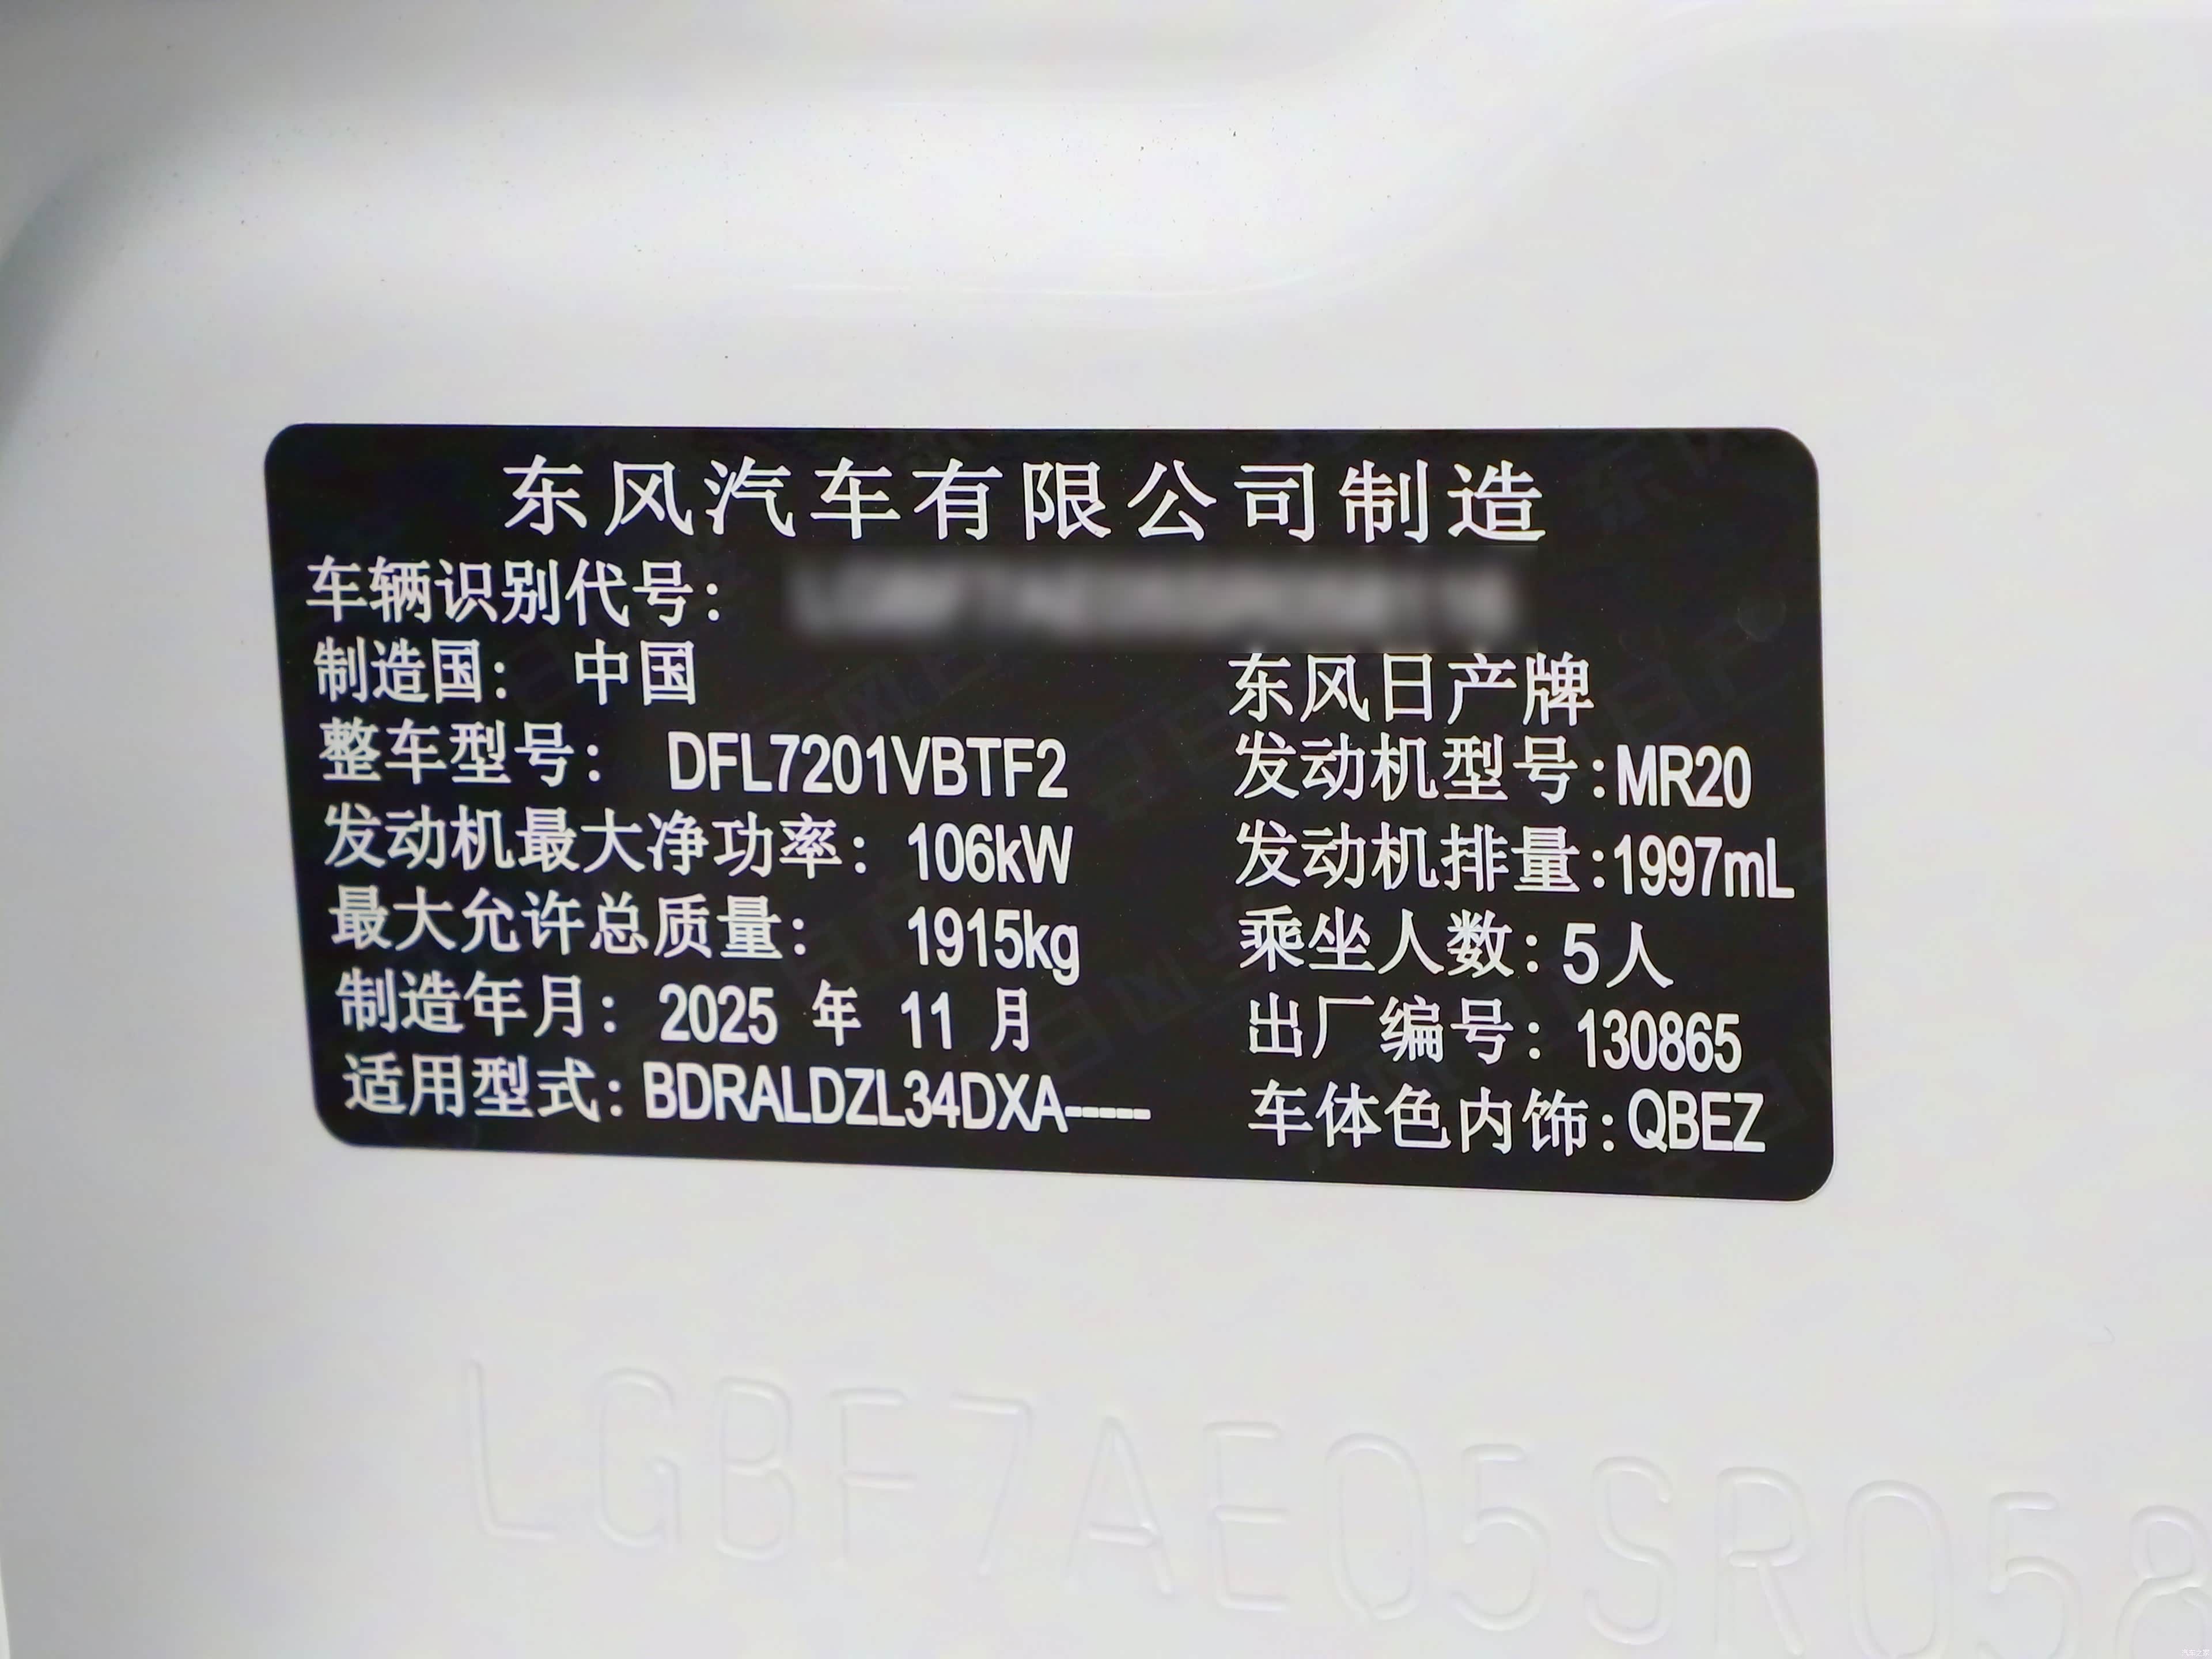 东风汽车有限公司制造
车辆识别代号：
制造国： 中国 东风日产牌
整车型号： DFL7201VBTF2 发动机型号：MR20
发动机最大净功率： 106kW 发动机排量：1997mL
最大允许总质量： 1915kg 乘坐人数：5人
制造年月： 2025 年 11 月 出厂编号：130865
适用型式：BDRALDZL34DXA----- 车体色内饰：QBEZ
LGBF7AE05SR058